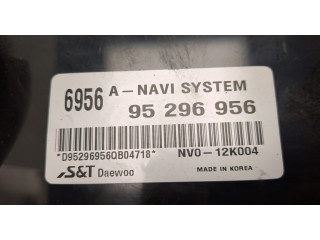 6956 A-NAVI SYSTEM
95 296 956
*D95296956QB04718* NV0-12K004
S&T Daewoo MADE IN KOREA